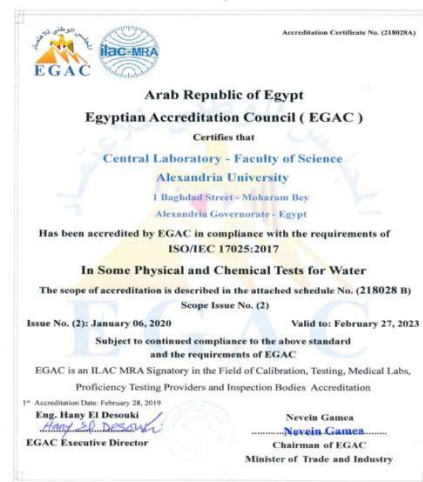 Accreditation Certificate No. (218028A)
EGAC
ilac-MRA
Arab Republic of Egypt
Egyptian Accreditation Council ( EGAC )
Certifies that
Central Laboratory - Faculty of Science
Alexandria University
1 Baghdad Street - Moharam Bey
Alexandria Governorate - Egypt
Has been accredited by EGAC in compliance with the requirements of
ISO/IEC 17025:2017
In Some Physical and Chemical Tests for Water
The scope of accreditation is described in the attached schedule No. (218028 B)
Scope Issue No. (2)
Issue No. (2): January 06, 2020 Valid to: February 27, 2023
Subject to continued compliance to the above standard
and the requirements of EGAC
EGAC is an ILAC MRA Signatory in the Field of Calibration, Testing, Medical Labs,
Proficiency Testing Providers and Inspection Bodies Accreditation
1st Accreditation Date: February 28, 2019
Eng. Hany El Desouki
Hany El Desouki
EGAC Executive Director
Nevein Gamea
Nevein Gamea
Chairman of EGAC
Minister of Trade and Industry